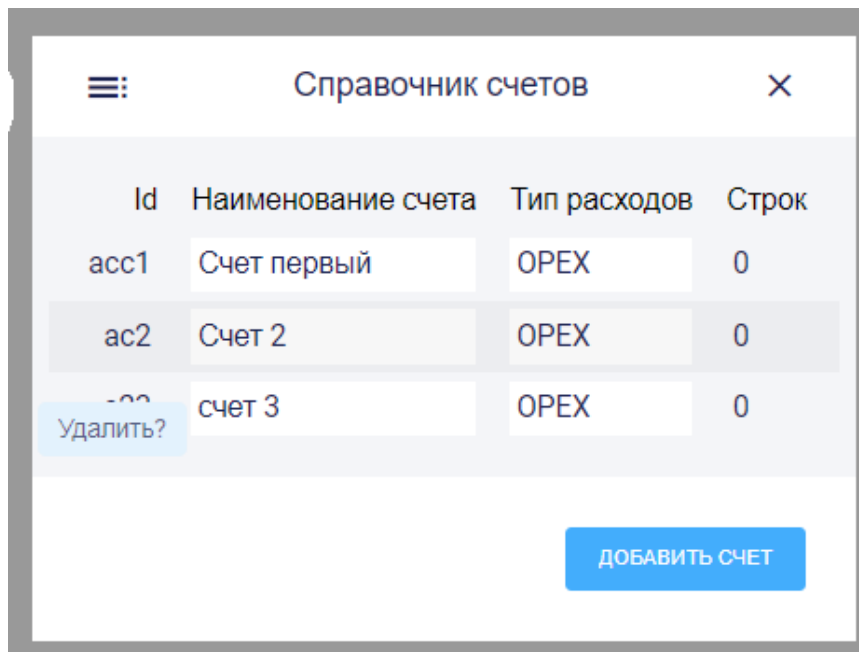 Справочник счетов
Id Наименование счета Тип расходов Строк
acc1 Счет первый OPEX 0
ac2 Счет 2 OPEX 0
счет 3 OPEX 0
Удалить?
ДОБАВИТЬ СЧЕТ